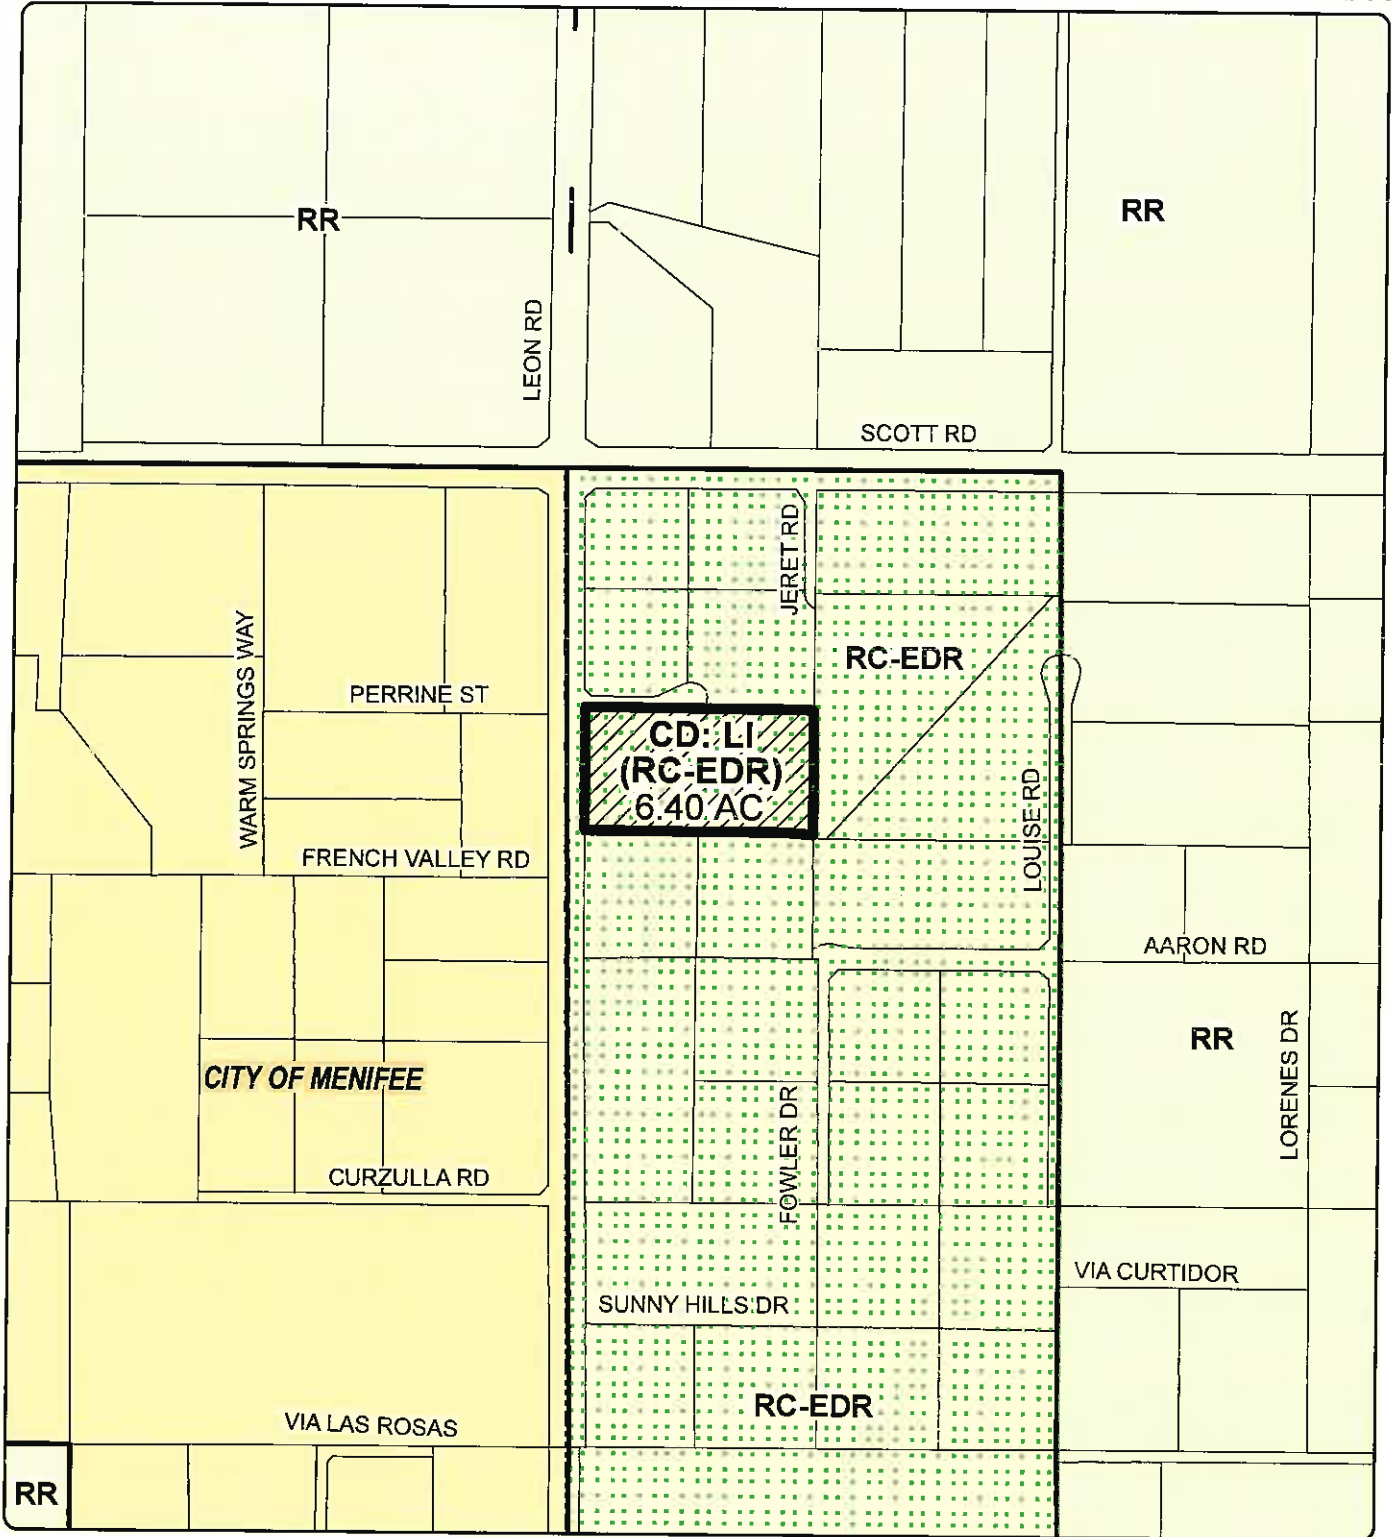 RR
RR
LEON RD
SCOTT RD
JERET RD
RC-EDR
WARM SPRINGS WAY
PERRINE ST
CD: LI
(RC-EDR)
6.40 AC
LOUISE RD
FRENCH VALLEY RD
AARON RD
RR
LORENES DR
CITY OF MENIFEE
FOWLER DR
CURZULLA RD
VIA CURTIDOR
SUNNY HILLS DR
RC-EDR
VIA LAS ROSAS
RR